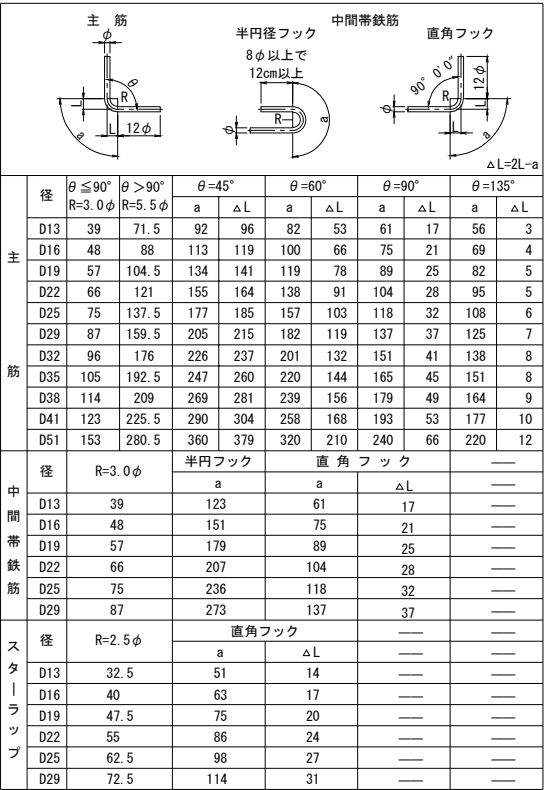 主 筋
中間帯鉄筋
半円径フック
直角フック
8φ以上で
12cm以上
φ
θ
R
L
L
12φ
a
φ
R
a
90° 0' 0"
12φ
φ
R
L
L
a
△L=2L-a
径 θ≦90° R=3.0φ θ>90° R=5.5φ θ=45° θ=60° θ=90° θ=135°
a △L a △L a △L a △L
主筋
D13 39 71.5 92 96 82 53 61 17 56 3
D16 48 88 113 119 100 66 75 21 69 4
D19 57 104.5 134 141 119 78 89 25 82 5
D22 66 121 155 164 138 91 104 28 95 5
D25 75 137.5 177 185 157 103 118 32 108 6
D29 87 159.5 205 215 182 119 137 37 125 7
D32 96 176 226 237 201 132 151 41 138 8
D35 105 192.5 247 260 220 144 165 45 151 8
D38 114 209 269 281 239 156 179 49 164 9
D41 123 225.5 290 304 258 168 193 53 177 10
D51 153 280.5 360 379 320 210 240 66 220 12
中間帯鉄筋
径 R=3.0φ 半円フック 直角フック ——
a a △L ——
D13 39 123 61 17 ——
D16 48 151 75 21 ——
D19 57 179 89 25 ——
D22 66 207 104 28 ——
D25 75 236 118 32 ——
D29 87 273 137 37 ——
スターラップ
径 R=2.5φ 直角フック —— ——
a △L —— ——
D13 32.5 51 14 —— ——
D16 40 63 17 —— ——
D19 47.5 75 20 —— ——
D22 55 86 24 —— ——
D25 62.5 98 27 —— ——
D29 72.5 114 31 —— ——